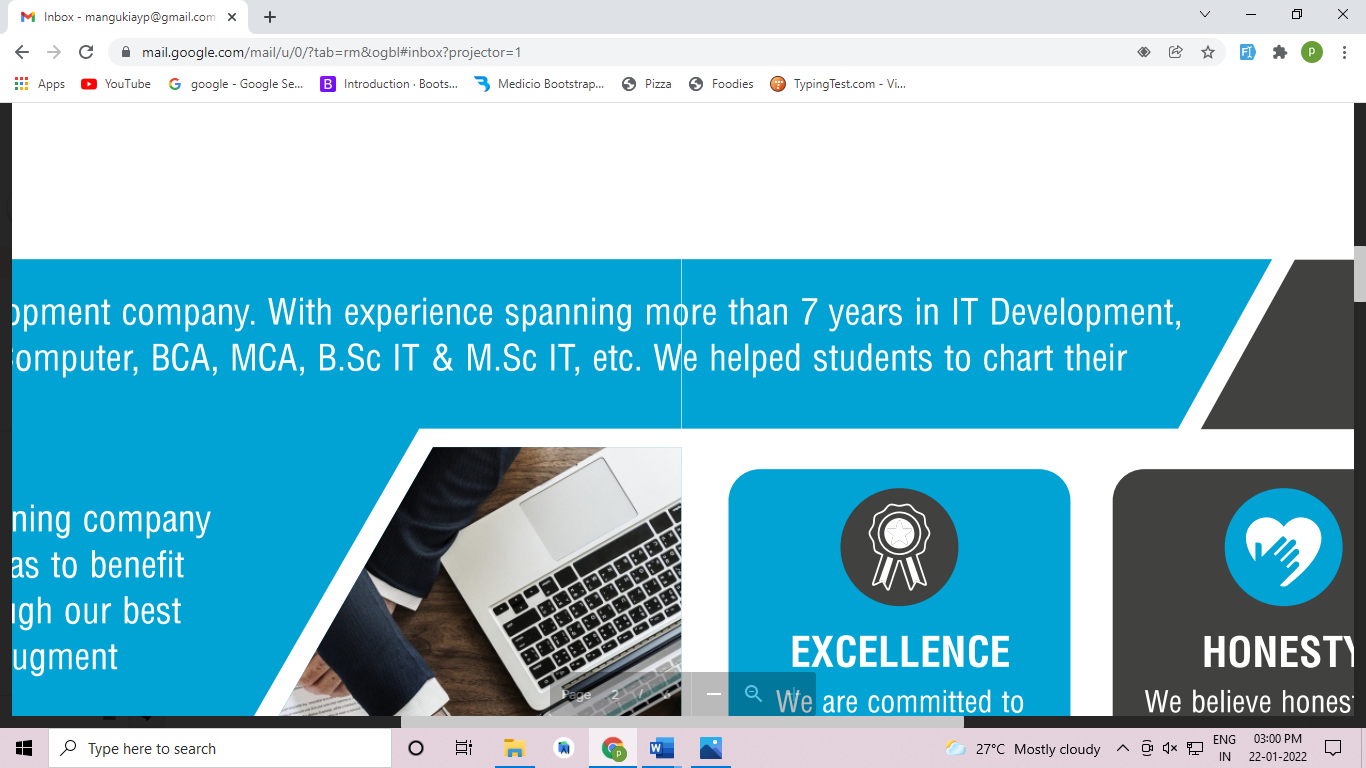 Inbox - mangukiayp@gmail.com
mail.google.com/mail/u/0/?tab=rm&ogbl#inbox?projector=1
Apps YouTube google - Google Se... Introduction · Boots... Medicio Bootstrap... Pizza Foodies TypingTest.com - Vi...
opment company. With experience spanning more than 7 years in IT Development,
omputer, BCA, MCA, B.Sc IT & M.Sc IT, etc. We helped students to chart their
ning company
as to benefit
ugh our best
ugment
EXCELLENCE
We are committed to
HONESTY
We believe hones
Page 2 /
Type here to search
27°C Mostly cloudy
ENG
IN
03:00 PM
22-01-2022